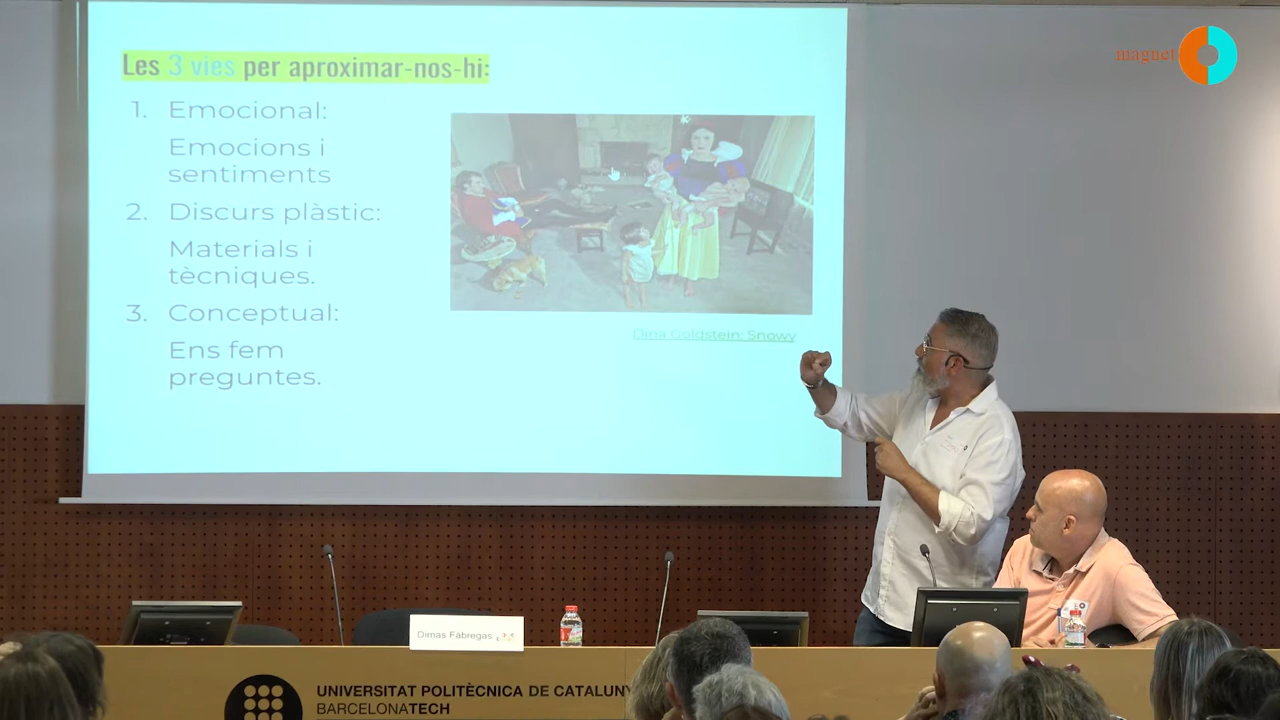 magnet
Les 3 vies per aproximar-nos-hi:
1. Emocional:
Emocions i
sentiments
2. Discurs plàstic:
Materials i
tècniques.
3. Conceptual:
Ens fem
preguntes.
Dina Goldstein: Snowy
Dimas Fàbregas
UNIVERSITAT POLITÈCNICA DE CATALUNY
BARCELONATECH